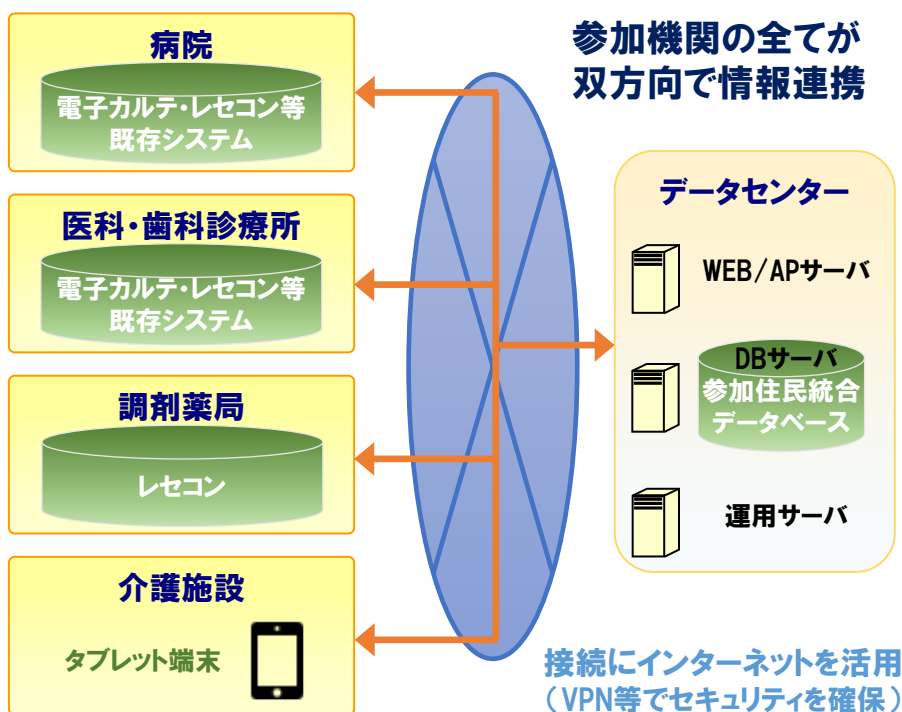 参加機関の全てが
双方向で情報連携
病院
電子カルテ・レセコン等
既存システム
医科・歯科診療所
電子カルテ・レセコン等
既存システム
調剤薬局
レセコン
介護施設
タブレット端末
データセンター
WEB/APサーバ
DBサーバ
参加住民統合
データベース
運用サーバ
接続にインターネットを活用
（VPN等でセキュリティを確保）